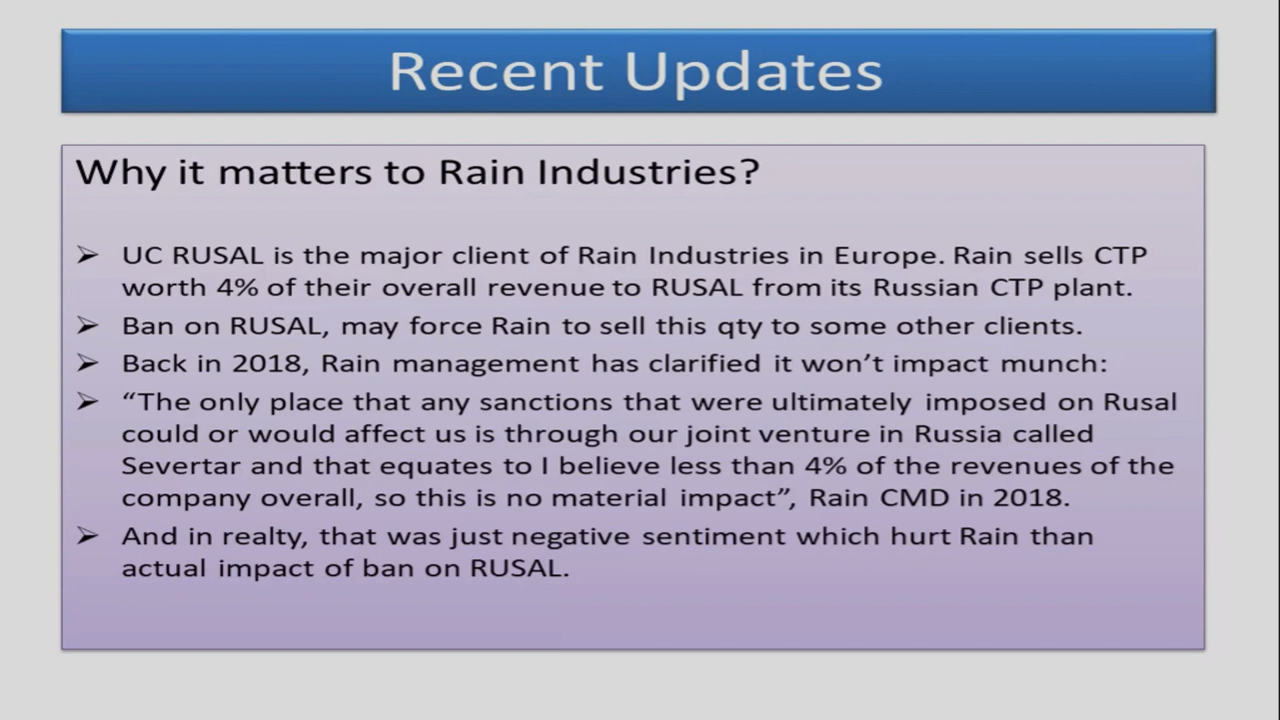 Recent Updates
Why it matters to Rain Industries?
➢ UC RUSAL is the major client of Rain Industries in Europe. Rain sells CTP
worth 4% of their overall revenue to RUSAL from its Russian CTP plant.
➢ Ban on RUSAL, may force Rain to sell this qty to some other clients.
➢ Back in 2018, Rain management has clarified it won’t impact munch:
➢ “The only place that any sanctions that were ultimately imposed on Rusal
could or would affect us is through our joint venture in Russia called
Severtar and that equates to I believe less than 4% of the revenues of the
company overall, so this is no material impact”, Rain CMD in 2018.
➢ And in realty, that was just negative sentiment which hurt Rain than
actual impact of ban on RUSAL.